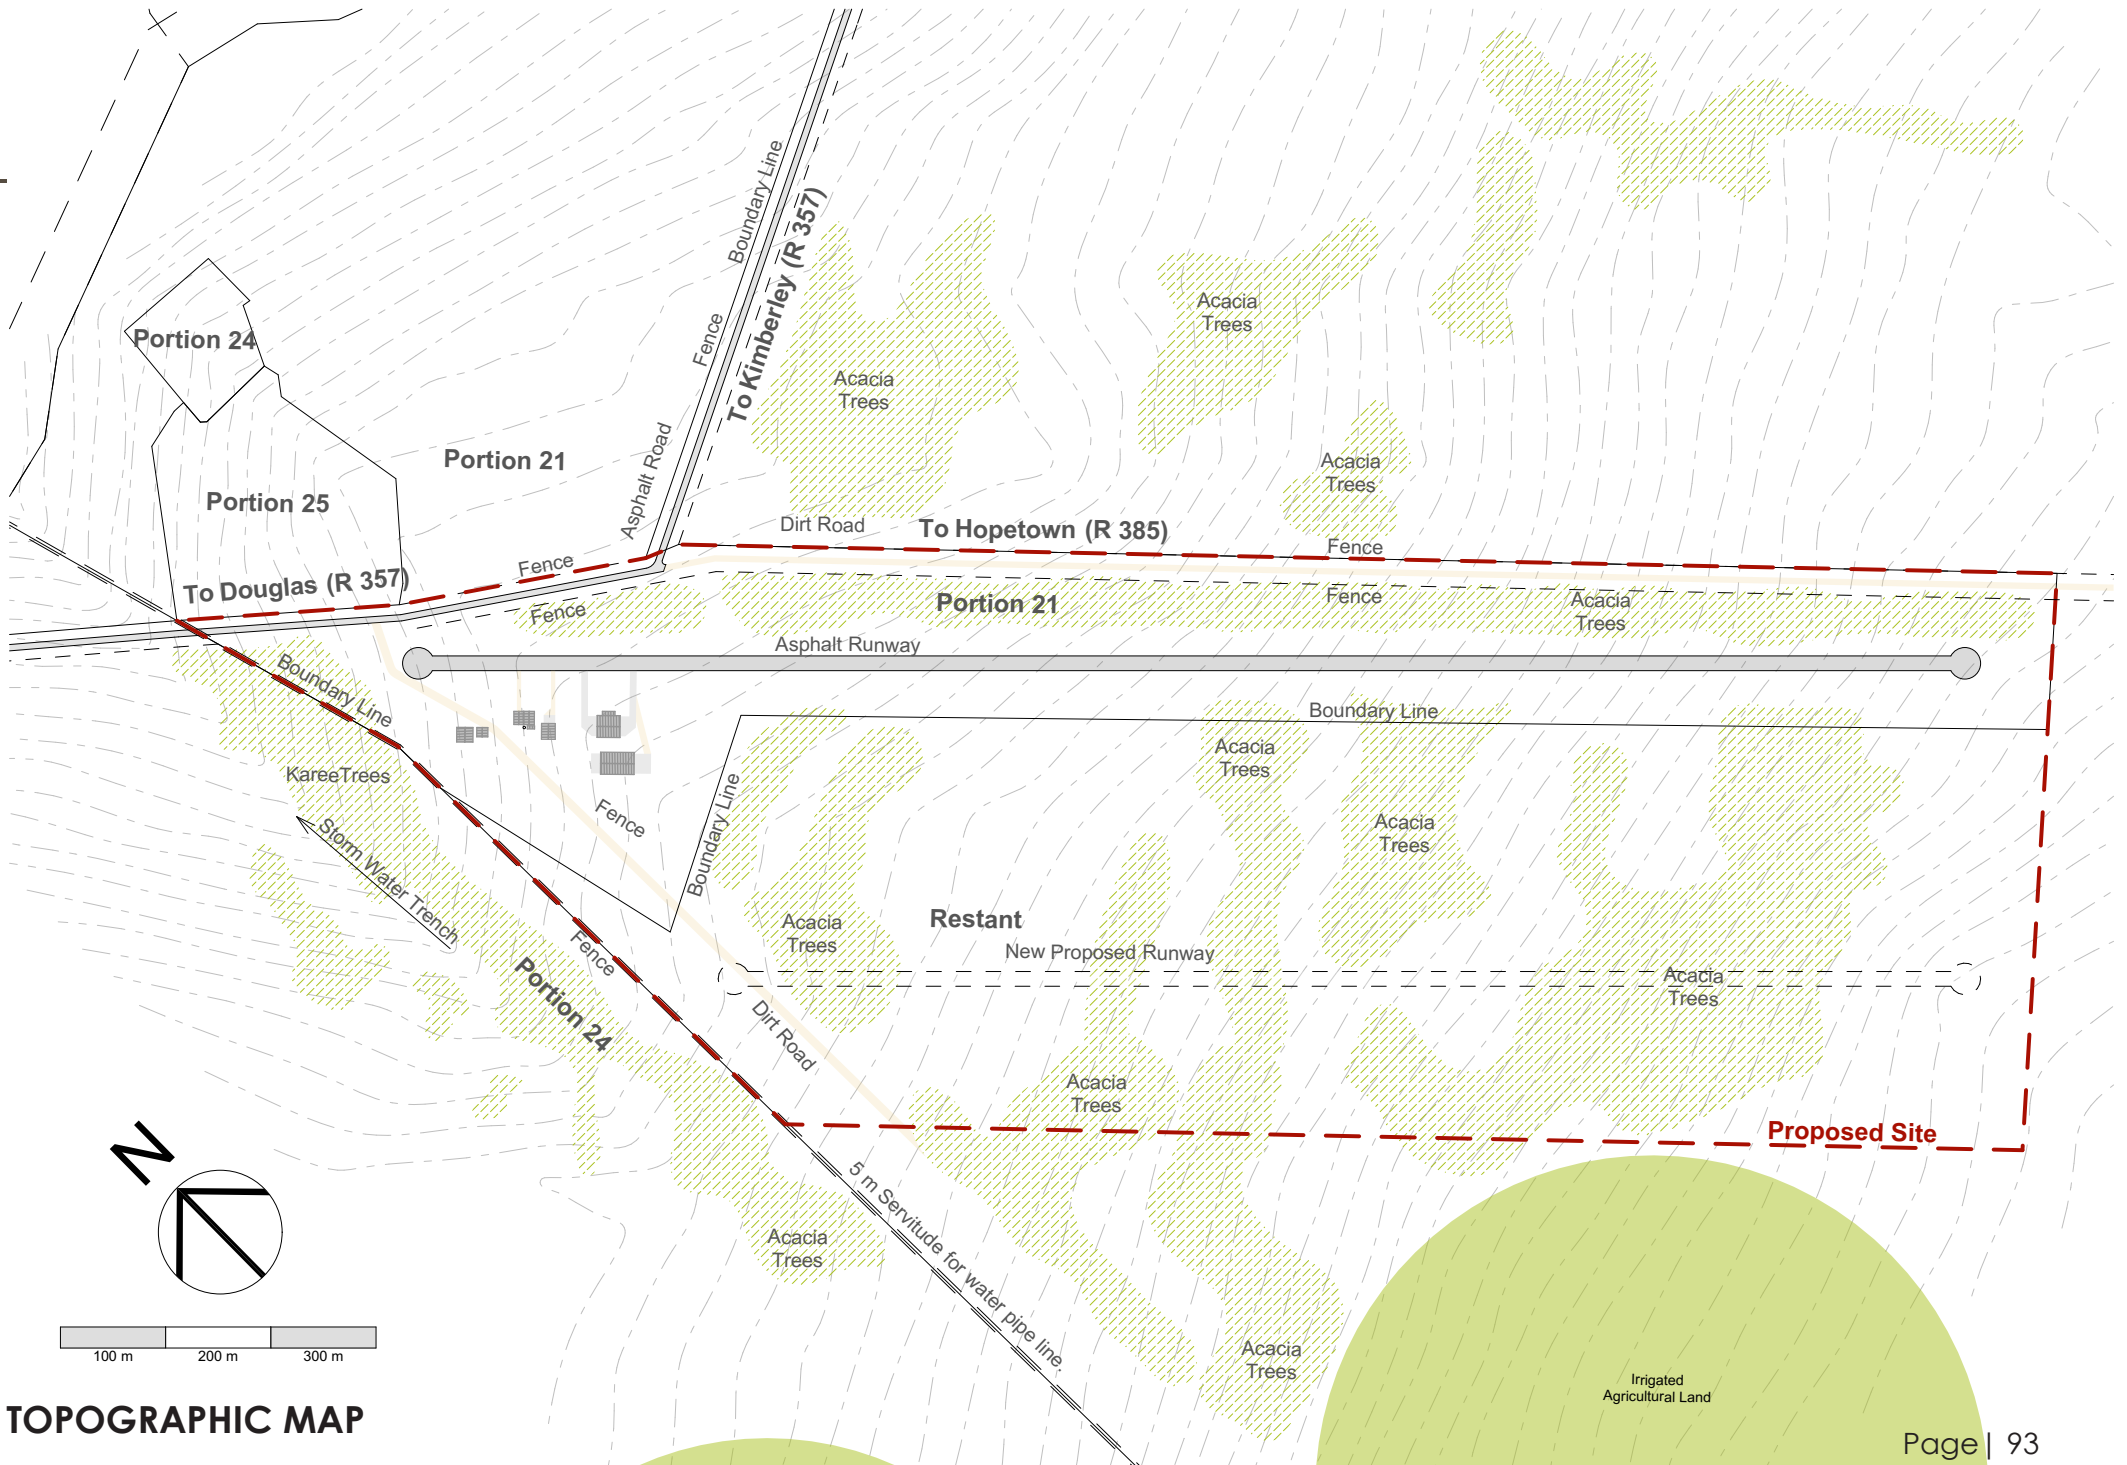 Boundary Line
Fence
To Kimberley (R 357)
Asphalt Road
Portion 24
Portion 25
Portion 21
Acacia
Trees
Acacia
Trees
Acacia
Trees
Dirt Road
To Hopetown (R 385)
Fence
Fence
To Douglas (R 357)
Fence
Portion 21
Fence
Acacia
Trees
Asphalt Runway
Boundary Line
Boundary Line
KareeTrees
Storm Water Trench
Fence
Boundary Line
Acacia
Trees
Acacia
Trees
Acacia
Trees
Restant
New Proposed Runway
Acacia
Trees
Fence
Portion 24
Dirt Road
Acacia
Trees
Proposed Site
5 m Servitude for water pipe line.
Acacia
Trees
Acacia
Trees
Irrigated
Agricultural Land
N
100 m 200 m 300 m
TOPOGRAPHIC MAP
Page| 93